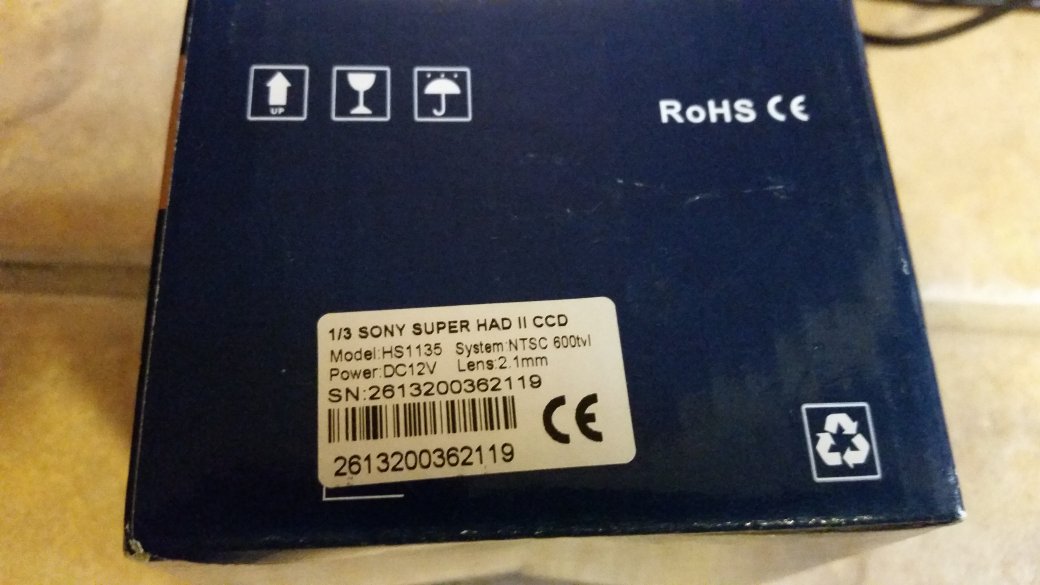 UP
RoHS CE
1/3 SONY SUPER HAD II CCD
Model:HS1135 System:NTSC 600tvl
Power:DC12V Lens:2.1mm
SN:2613200362119
CE
2613200362119